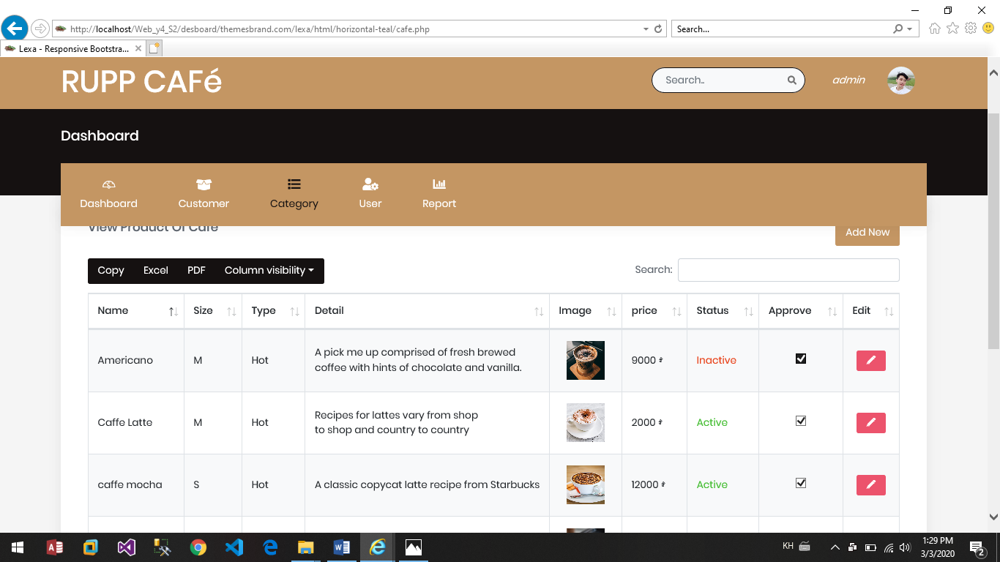 http://localhost/Web_y4_S2/desboard/themesbrand.com/lexa/html/horizontal-teal/cafe.php
Search...
Lexa - Responsive Bootstra...
RUPP CAFé
Search..
admin
Dashboard
Dashboard
Customer
Category
User
Report
View Product Of Cafe
Add New
Copy
Excel
PDF
Column visibility
Search:
Name
Size
Type
Detail
Image
price
Status
Approve
Edit
Americano
M
Hot
A pick me up comprised of fresh brewed
coffee with hints of chocolate and vanilla.
9000 ៛
Inactive
Caffe Latte
M
Hot
Recipes for lattes vary from shop
to shop and country to country
2000 ៛
Active
caffe mocha
S
Hot
A classic copycat latte recipe from Starbucks
12000 ៛
Active
KH
1:29 PM
3/3/2020
2